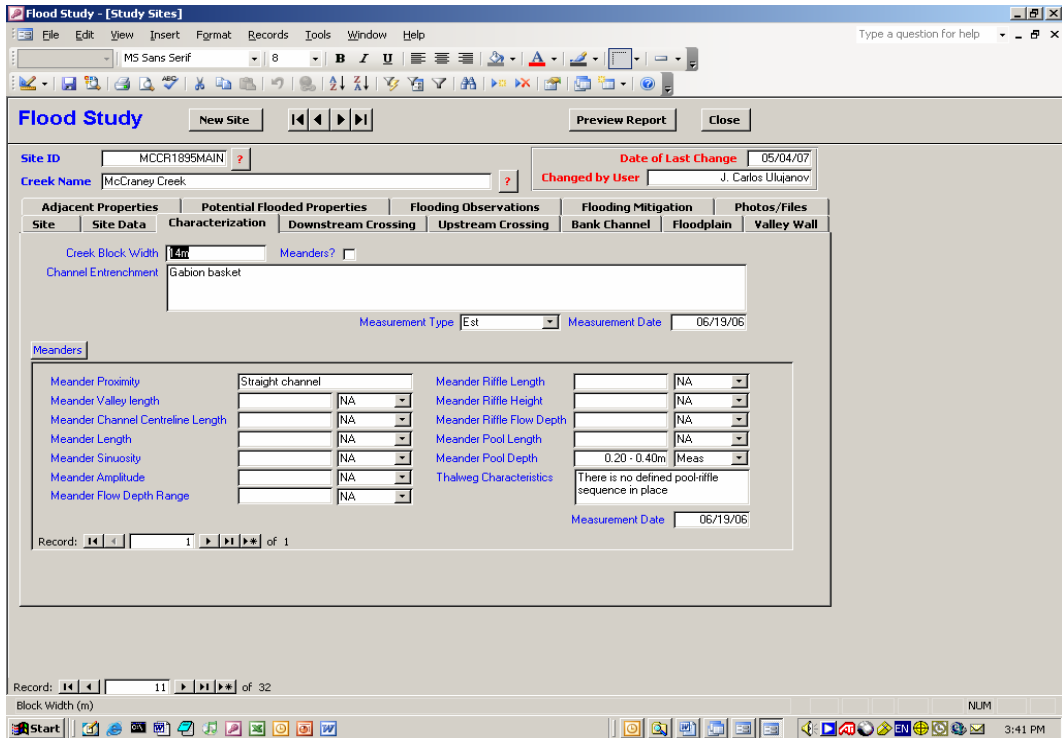 Flood Study - [Study Sites]
File Edit View Insert Format Records Tools Window Help Type a question for help
MS Sans Serif 8 B I U A
Flood Study New Site Preview Report Close
Site ID MCCR1895MAIN ? Date of Last Change 05/04/07
Creek Name McCraney Creek ? Changed by User J. Carlos Ulujanov
Adjacent Properties Potential Flooded Properties Flooding Observations Flooding Mitigation Photos/Files
Site Site Data Characterization Downstream Crossing Upstream Crossing Bank Channel Floodplain Valley Wall
Creek Block Width 14m Meanders?
Channel Entrenchment Gabion basket
Measurement Type Est Measurement Date 06/19/06
Meanders
Meander Proximity Straight channel Meander Riffle Length NA
Meander Valley length NA Meander Riffle Height NA
Meander Channel Centreline Length NA Meander Riffle Flow Depth NA
Meander Length NA Meander Pool Length NA
Meander Sinuosity NA Meander Pool Depth 0.20 - 0.40m Meas
Meander Amplitude NA Thalweg Characteristics There is no defined pool-riffle
Meander Flow Depth Range NA sequence in place
Measurement Date 06/19/06
Record: 1 of 1
Record: 11 of 32
Block Width (m) NUM
Start EN 3:41 PM